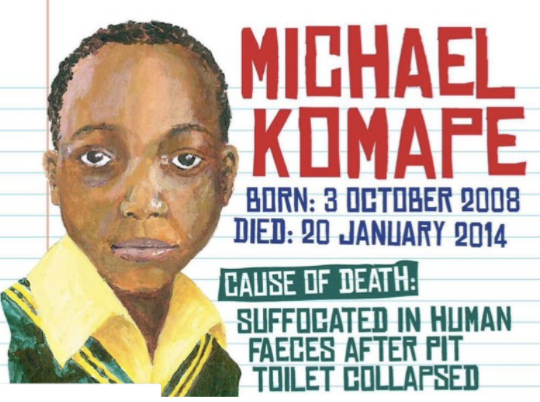 MICHAEL
KOMAPE
BORN: 3 OCTOBER 2008
DIED: 20 JANUARY 2014
CAUSE OF DEATH:
SUFFOCATED IN HUMAN
FAECES AFTER PIT
TOILET COLLAPSED